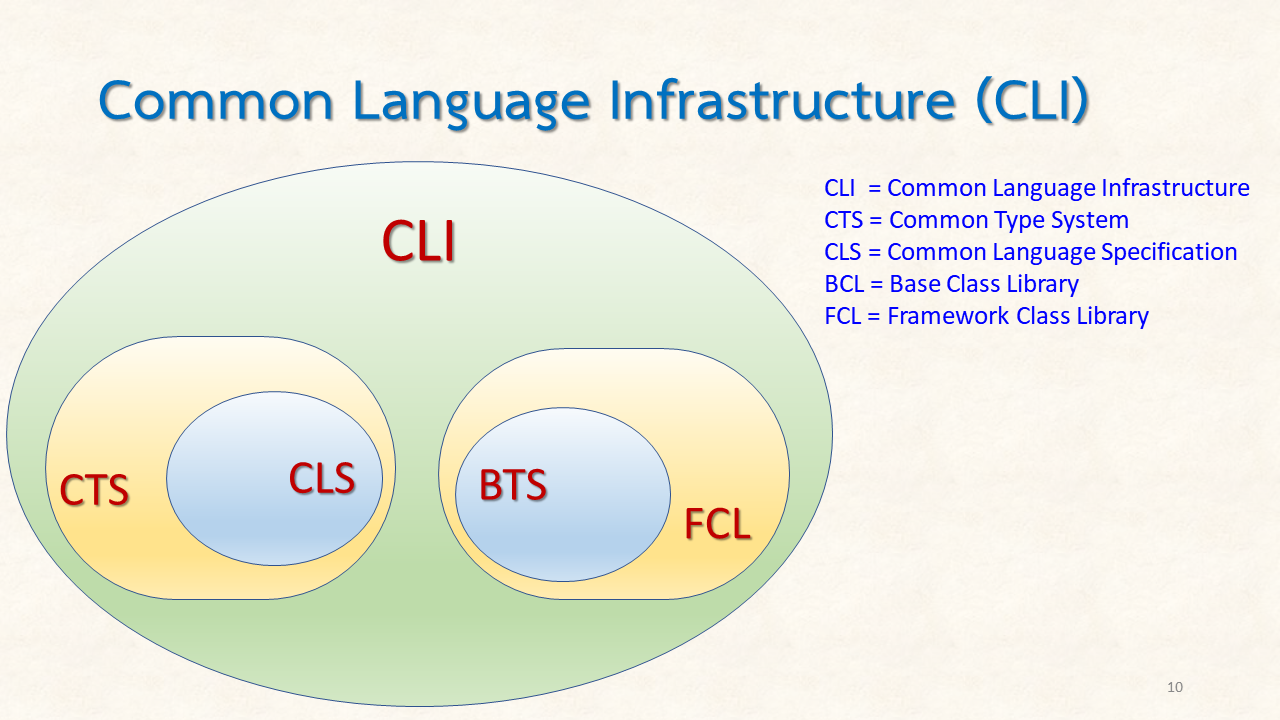 Common Language Infrastructure (CLI)
CLI
CTS
CLS
BTS
FCL
CLI = Common Language Infrastructure
CTS = Common Type System
CLS = Common Language Specification
BCL = Base Class Library
FCL = Framework Class Library
10